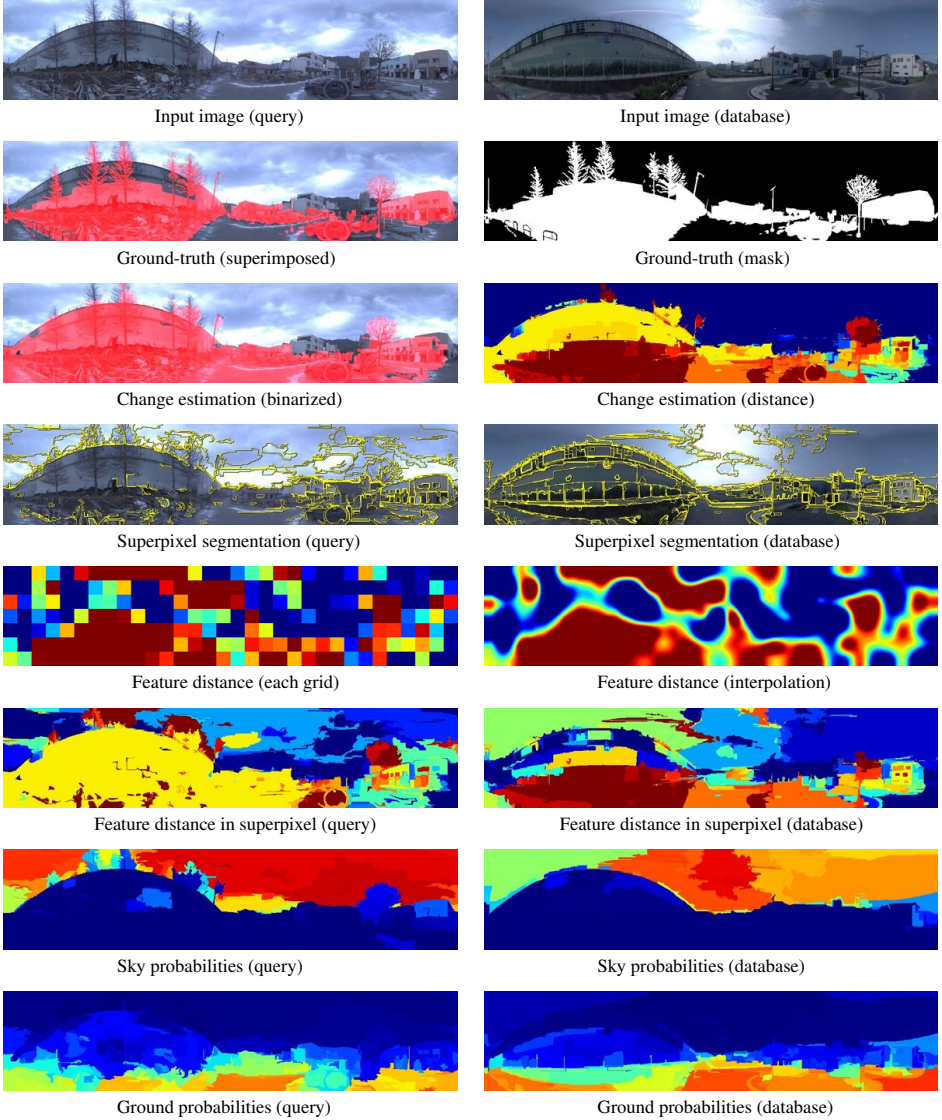 Input image (query)
Input image (database)
Ground-truth (superimposed)
Ground-truth (mask)
Change estimation (binarized)
Change estimation (distance)
Superpixel segmentation (query)
Superpixel segmentation (database)
Feature distance (each grid)
Feature distance (interpolation)
Feature distance in superpixel (query)
Feature distance in superpixel (database)
Sky probabilities (query)
Sky probabilities (database)
Ground probabilities (query)
Ground probabilities (database)